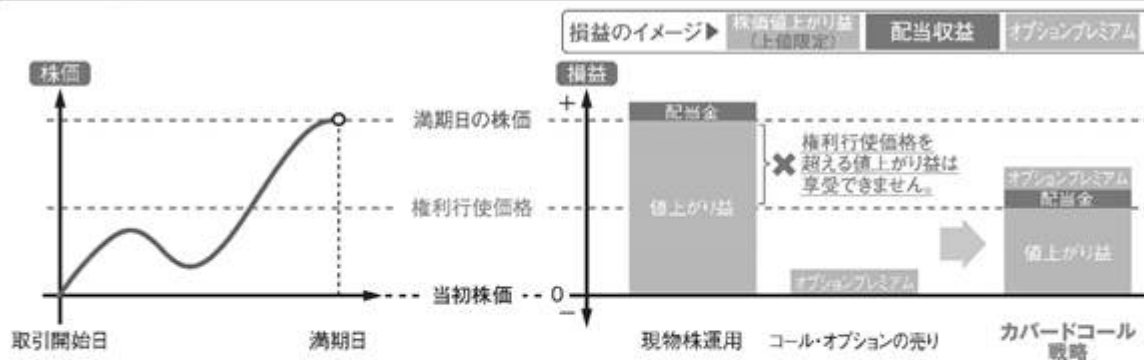 損益のイメージ▶
株価値上がり益
(上値限定)
配当収益
オプションプレミアム
株価
満期日の株価
権利行使価格
当初株価
取引開始日
満期日
損益
+
0
−
配当金
値上がり益
権利行使価格を
超える値上がり益は
享受できません。
オプションプレミアム
オプションプレミアム
配当金
値上がり益
現物株運用
コール・オプションの売り
カバードコール
戦略